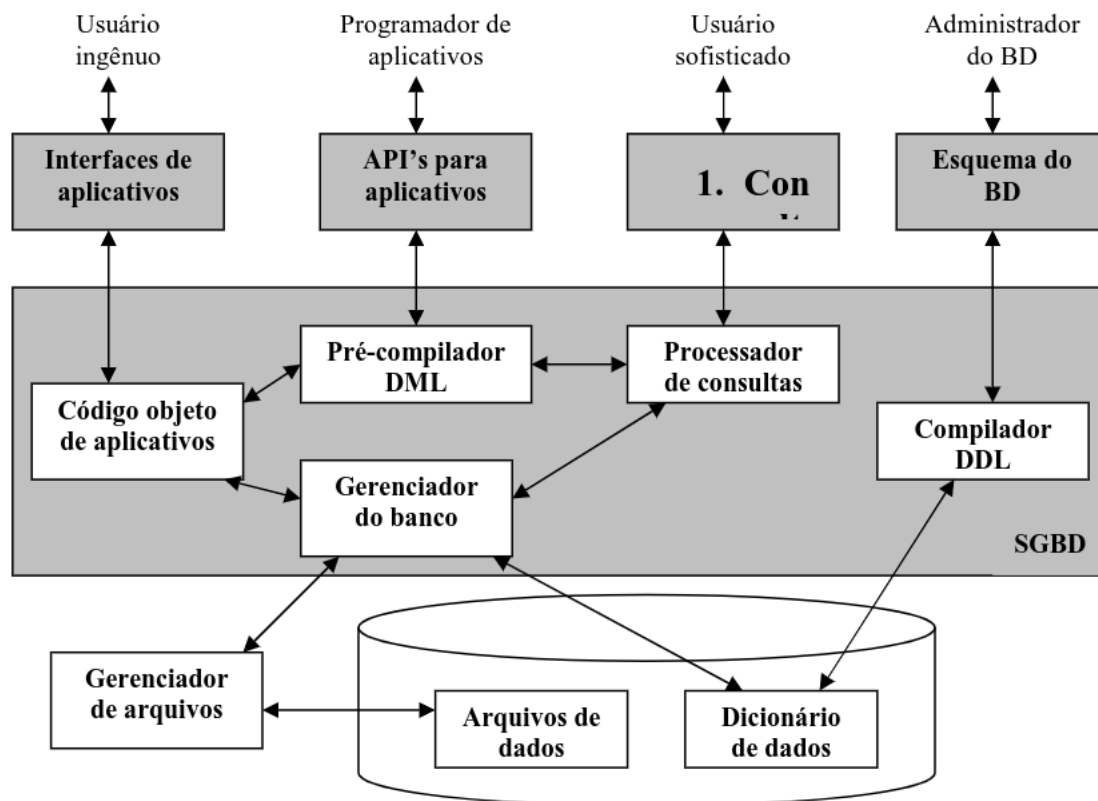 Usuário
ingênuo
Programador de
aplicativos
Usuário
sofisticado
Administrador
do BD
Interfaces de
aplicativos
API's para
aplicativos
1. Con
Esquema do
BD
Pré-compilador
DML
Processador
de consultas
Código objeto
de aplicativos
Compilador
DDL
Gerenciador
do banco
SGBD
Gerenciador
de arquivos
Arquivos de
dados
Dicionário
de dados